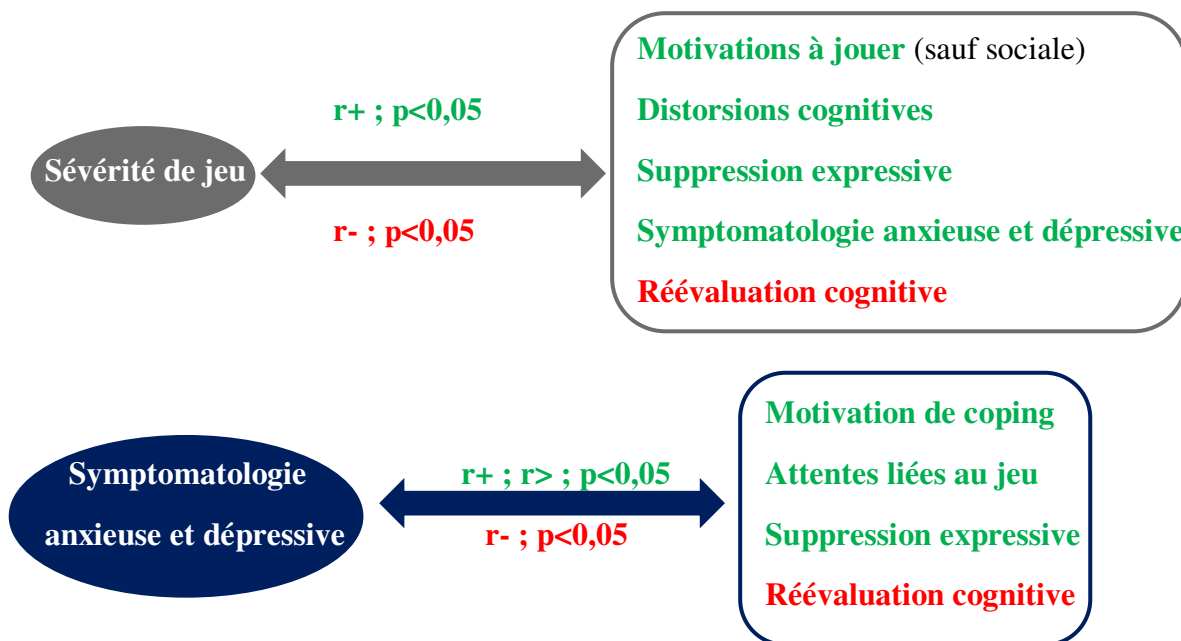 Motivations à jouer (sauf sociale)
r+ ; p<0,05
Distorsions cognitives
Sévérité de jeu
Suppression expressive
r- ; p<0,05
Symptomatologie anxieuse et dépressive
Réévaluation cognitive
Motivation de coping
Symptomatologie
anxieuse et dépressive
r+ ; r> ; p<0,05
Attentes liées au jeu
r- ; p<0,05
Suppression expressive
Réévaluation cognitive